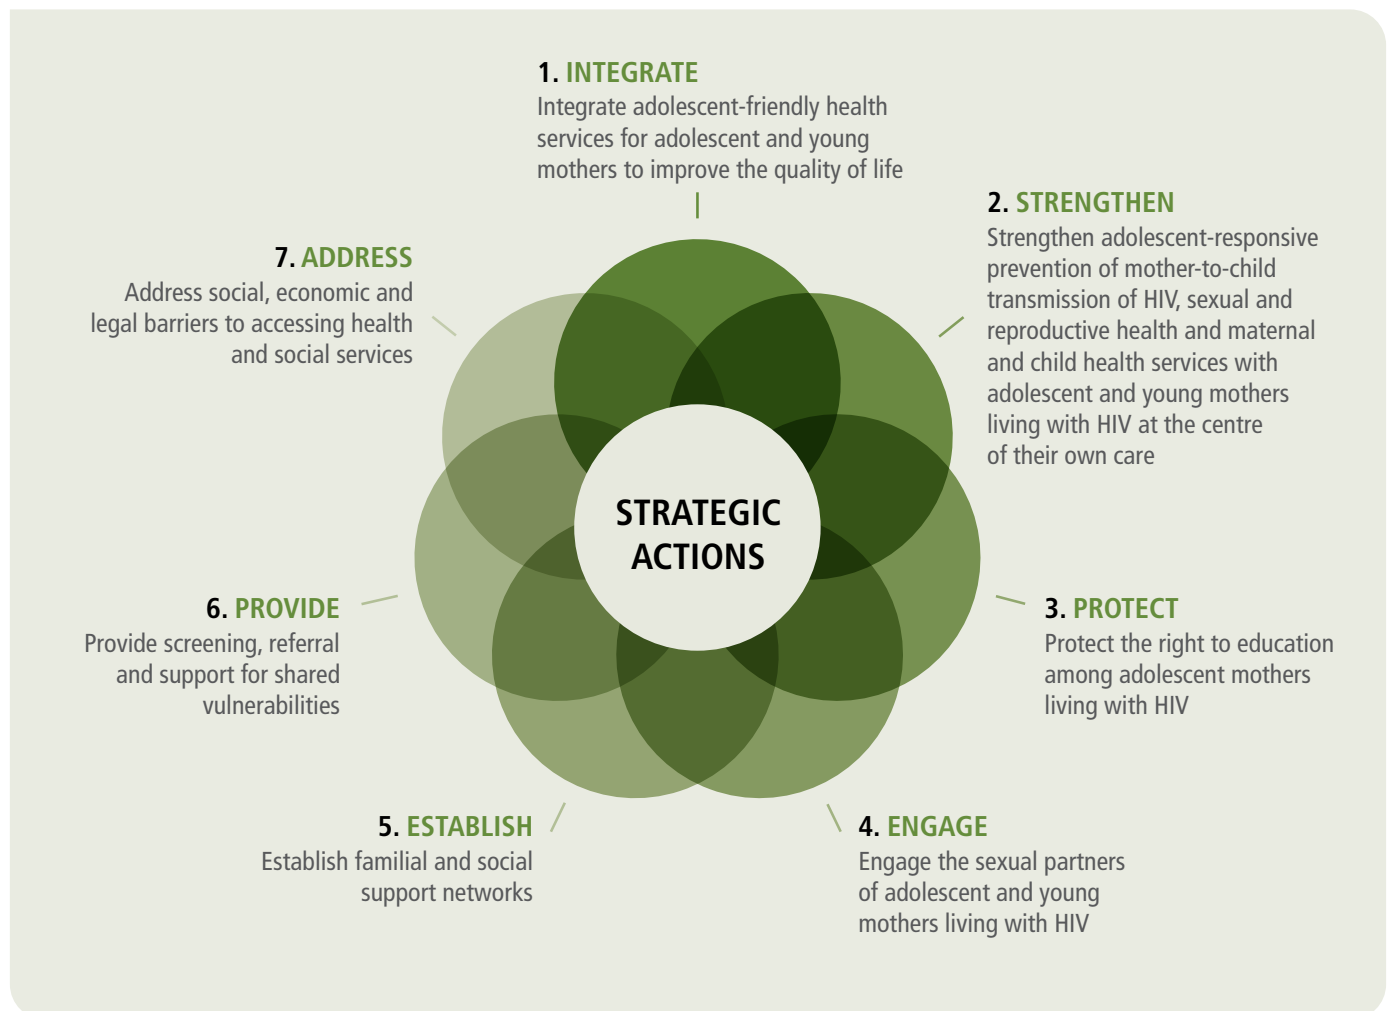 1. INTEGRATE
Integrate adolescent-friendly health
services for adolescent and young
mothers to improve the quality of life
2. STRENGTHEN
Strengthen adolescent-responsive
prevention of mother-to-child
transmission of HIV, sexual and
reproductive health and maternal
and child health services with
adolescent and young mothers
living with HIV at the centre
of their own care
3. PROTECT
Protect the right to education
among adolescent mothers
living with HIV
4. ENGAGE
Engage the sexual partners
of adolescent and young
mothers living with HIV
5. ESTABLISH
Establish familial and social
support networks
6. PROVIDE
Provide screening, referral
and support for shared
vulnerabilities
7. ADDRESS
Address social, economic and
legal barriers to accessing health
and social services
STRATEGIC
ACTIONS